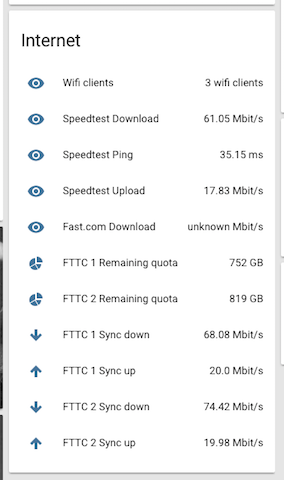 Internet
Wifi clients 3 wifi clients
Speedtest Download 61.05 Mbit/s
Speedtest Ping 35.15 ms
Speedtest Upload 17.83 Mbit/s
Fast.com Download unknown Mbit/s
FTTC 1 Remaining quota 752 GB
FTTC 2 Remaining quota 819 GB
FTTC 1 Sync down 68.08 Mbit/s
FTTC 1 Sync up 20.0 Mbit/s
FTTC 2 Sync down 74.42 Mbit/s
FTTC 2 Sync up 19.98 Mbit/s